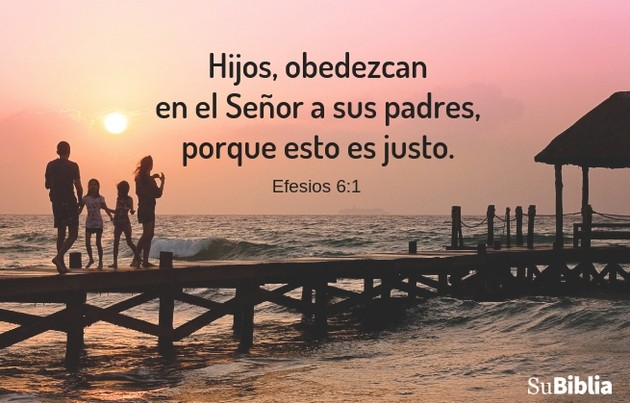 Hijos, obedezcan
en el Señor a sus padres,
porque esto es justo.
Efesios 6:1
SuBiblia